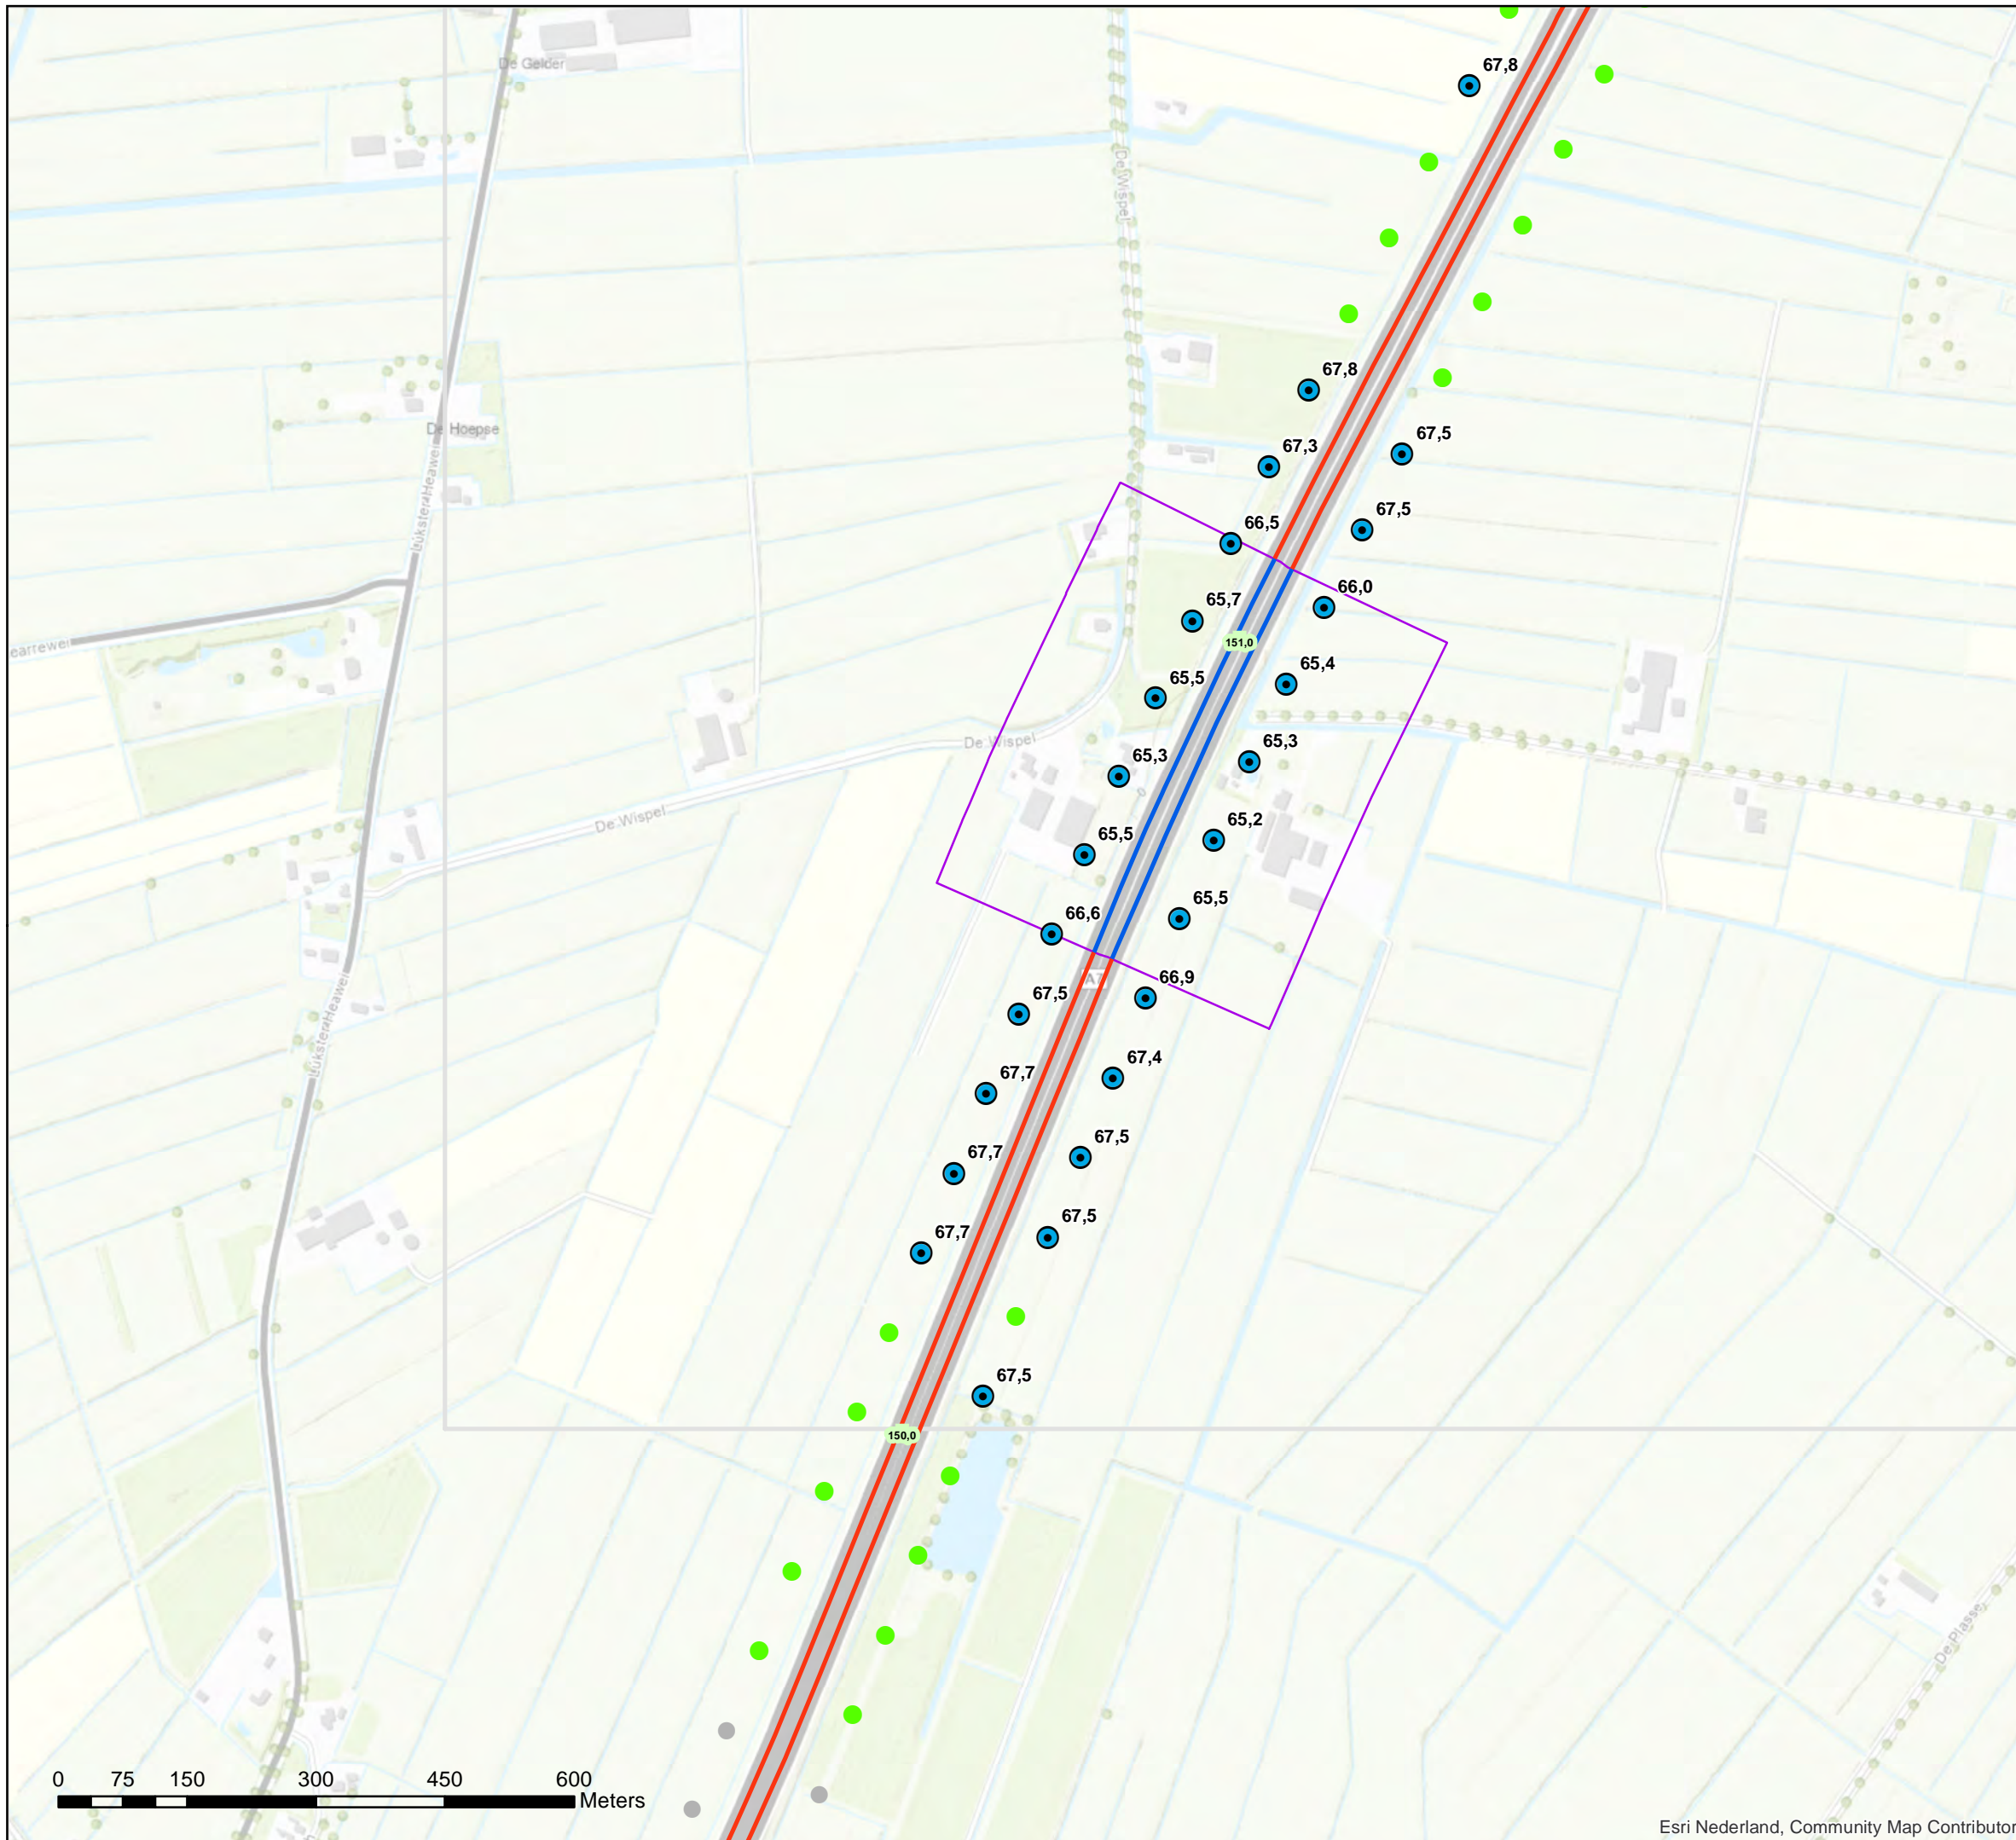 De Gelder
67,8
De Wispel
67,8
De Hoepse
67,5
67,3
Lúkster Heawei
67,5
66,5
66,0
65,7
151,0
65,4
65,5
De Wispel
65,3
65,3
De Wispel
65,2
65,5
65,5
66,6
A7
66,9
67,5
Lúkster Heawei
67,4
67,7
67,5
67,7
67,5
67,7
67,5
150,0
De Plasse
0 75 150 300 450 600
Meters
Esri Nederland, Community Map Contributor